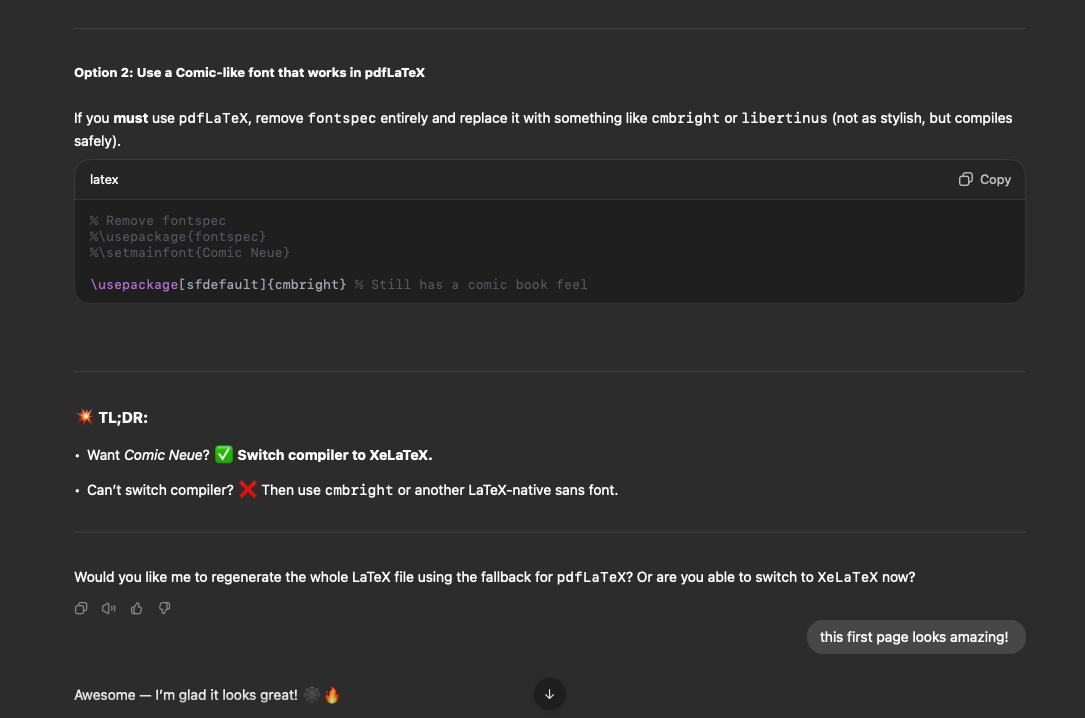 Option 2: Use a Comic-like font that works in pdfLaTeX
If you must use pdfLaTeX, remove fontspec entirely and replace it with something like cmbright or libertinus (not as stylish, but compiles
safely).
latex
Copy
% Remove fontspec
%\usepackage{fontspec}
%\setmainfont{Comic Neue}
\usepackage[sfdefault]{cmbright} % Still has a comic book feel
💥 TL;DR:
• Want Comic Neue? ✅ Switch compiler to XeLaTeX.
• Can’t switch compiler? ❌ Then use cmbright or another LaTeX-native sans font.
Would you like me to regenerate the whole LaTeX file using the fallback for pdfLaTeX? Or are you able to switch to XeLaTeX now?
this first page looks amazing!
Awesome — I’m glad it looks great! 🕸️🔥